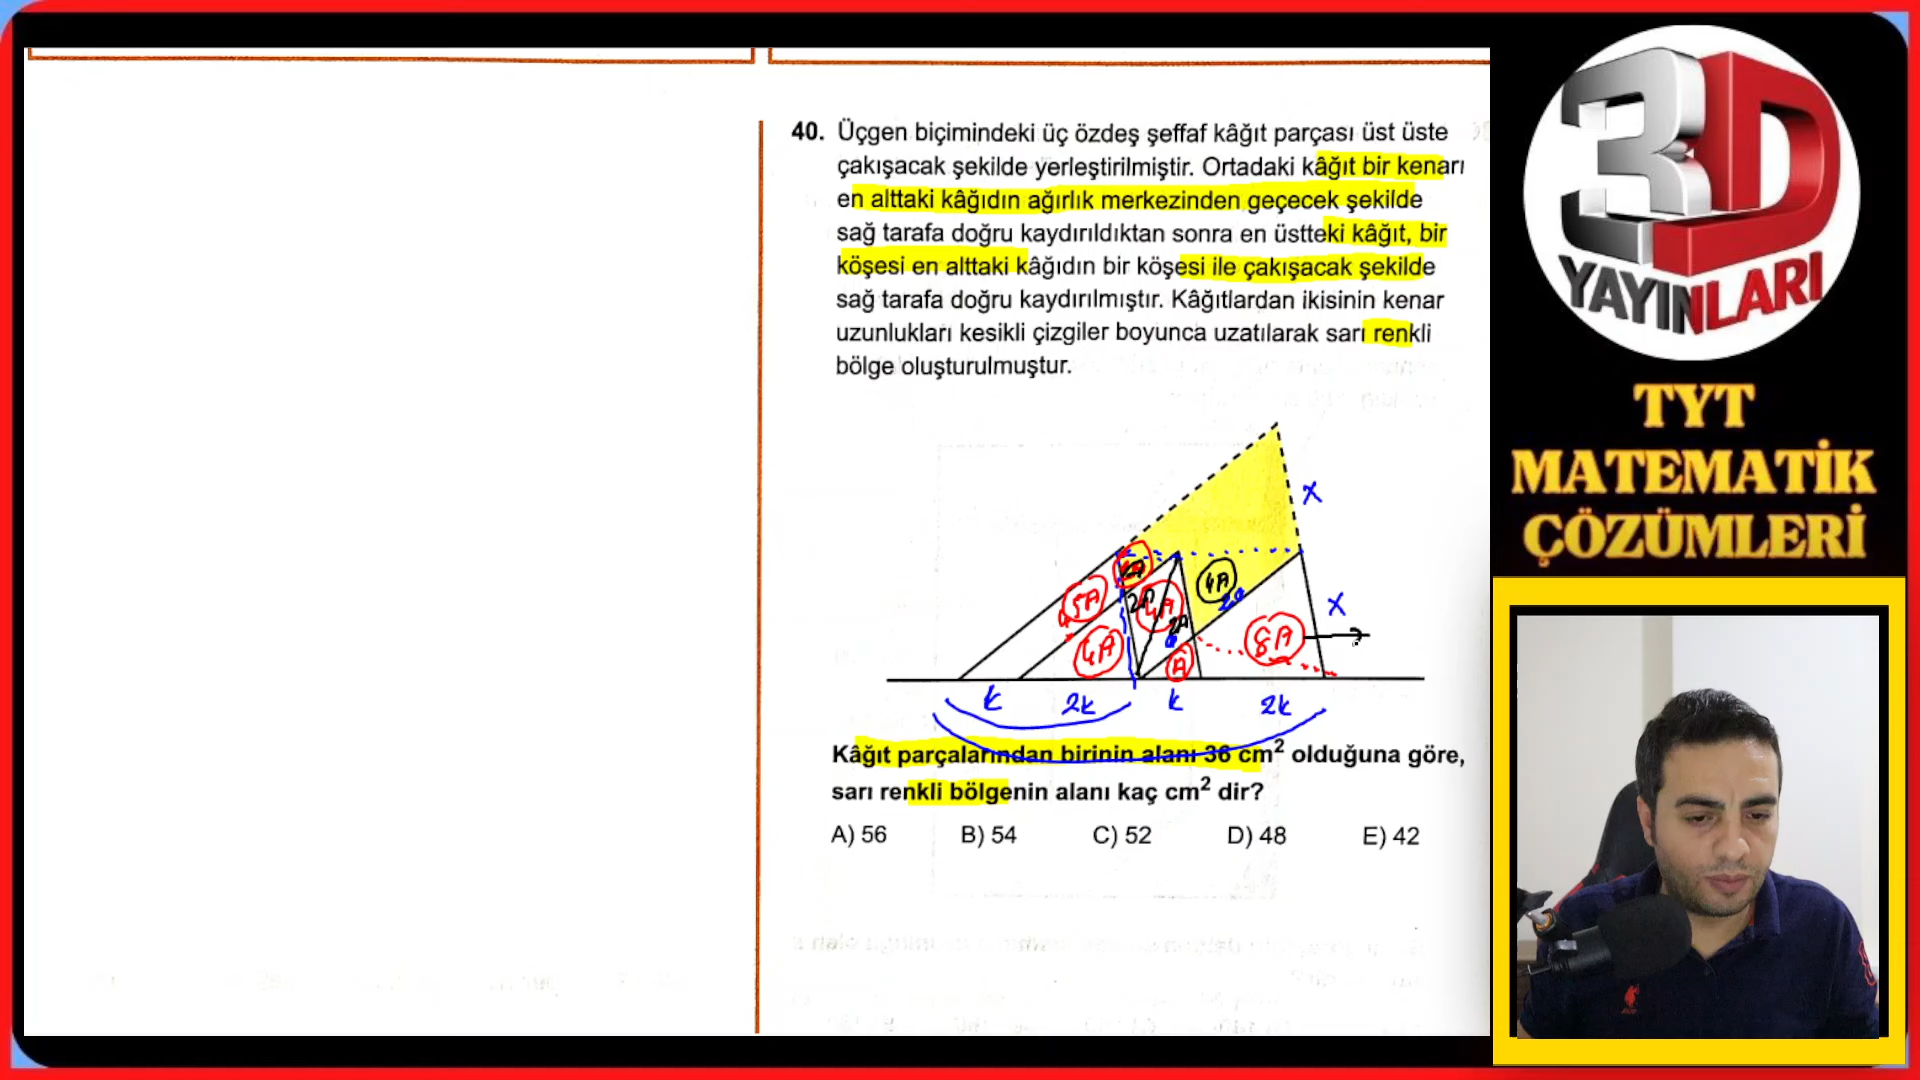 40. Üçgen biçimindeki üç özdeş şeffaf kâğıt parçası üst üste
çakışacak şekilde yerleştirilmiştir. Ortadaki kâğıt bir kenarı
en alttaki kâğıdın ağırlık merkezinden geçecek şekilde
sağ tarafa doğru kaydırıldıktan sonra en üstteki kâğıt, bir
köşesi en alttaki kâğıdın bir köşesi ile çakışacak şekilde
sağ tarafa doğru kaydırılmıştır. Kâğıtlardan ikisinin kenar
uzunlukları kesikli çizgiler boyunca uzatılarak sarı renkli
bölge oluşturulmuştur.
x
4A
5A 2A 4A x
2A 8A
4A A
k 2k k 2k
Kâğıt parçalarından birinin alanı 36 cm² olduğuna göre,
sarı renkli bölgenin alanı kaç cm² dir?
A) 56 B) 54 C) 52 D) 48 E) 42
3D
YAYINLARI
TYT
MATEMATİK
ÇÖZÜMLERİ